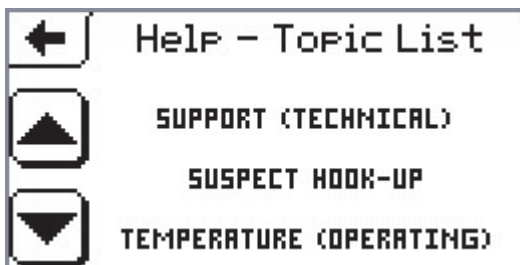 Help - Topic List
SUPPORT (TECHNICAL)
SUSPECT HOOK-UP
TEMPERATURE (OPERATING)